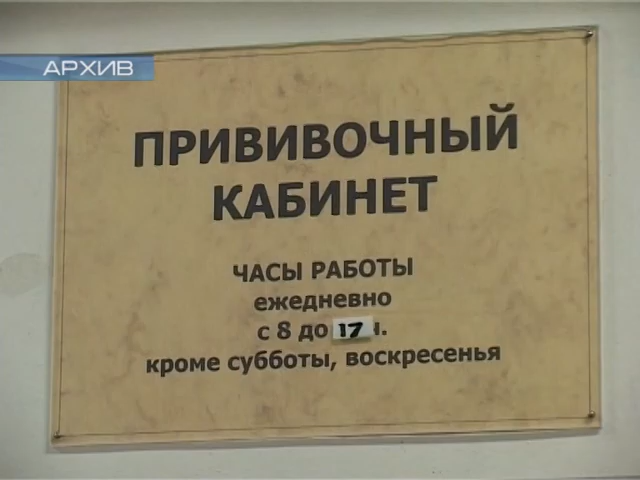 АРХИВ
ПРИВИВОЧНЫЙ
КАБИНЕТ
ЧАСЫ РАБОТЫ
ежедневно
с 8 до 17 ч.
кроме субботы, воскресенья